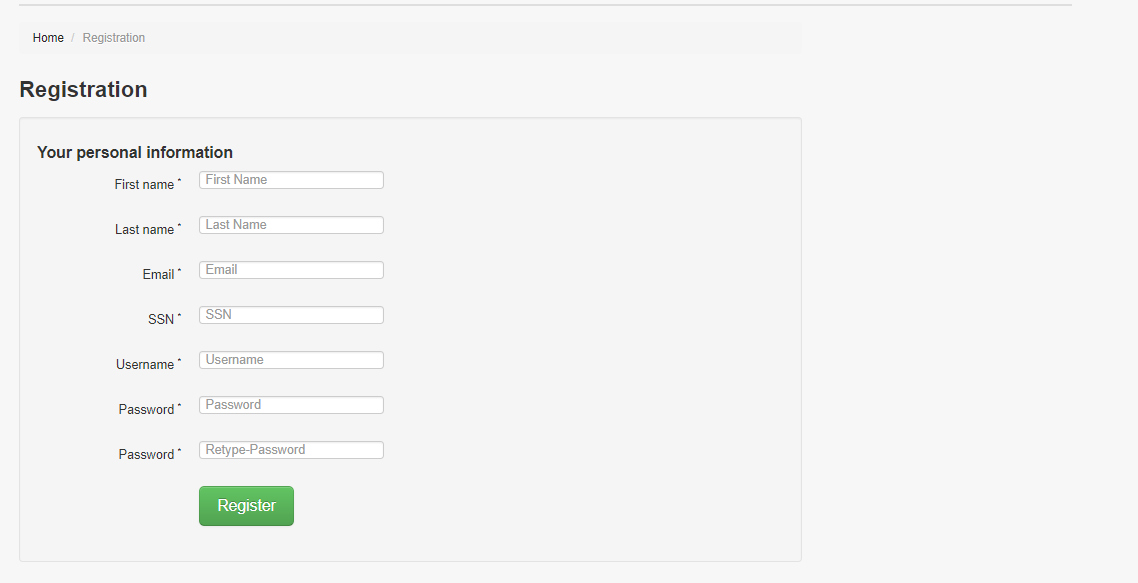 Home / Registration
Registration
Your personal information
First name * First Name
Last name * Last Name
Email * Email
SSN * SSN
Username * Username
Password * Password
Password * Retype-Password
Register